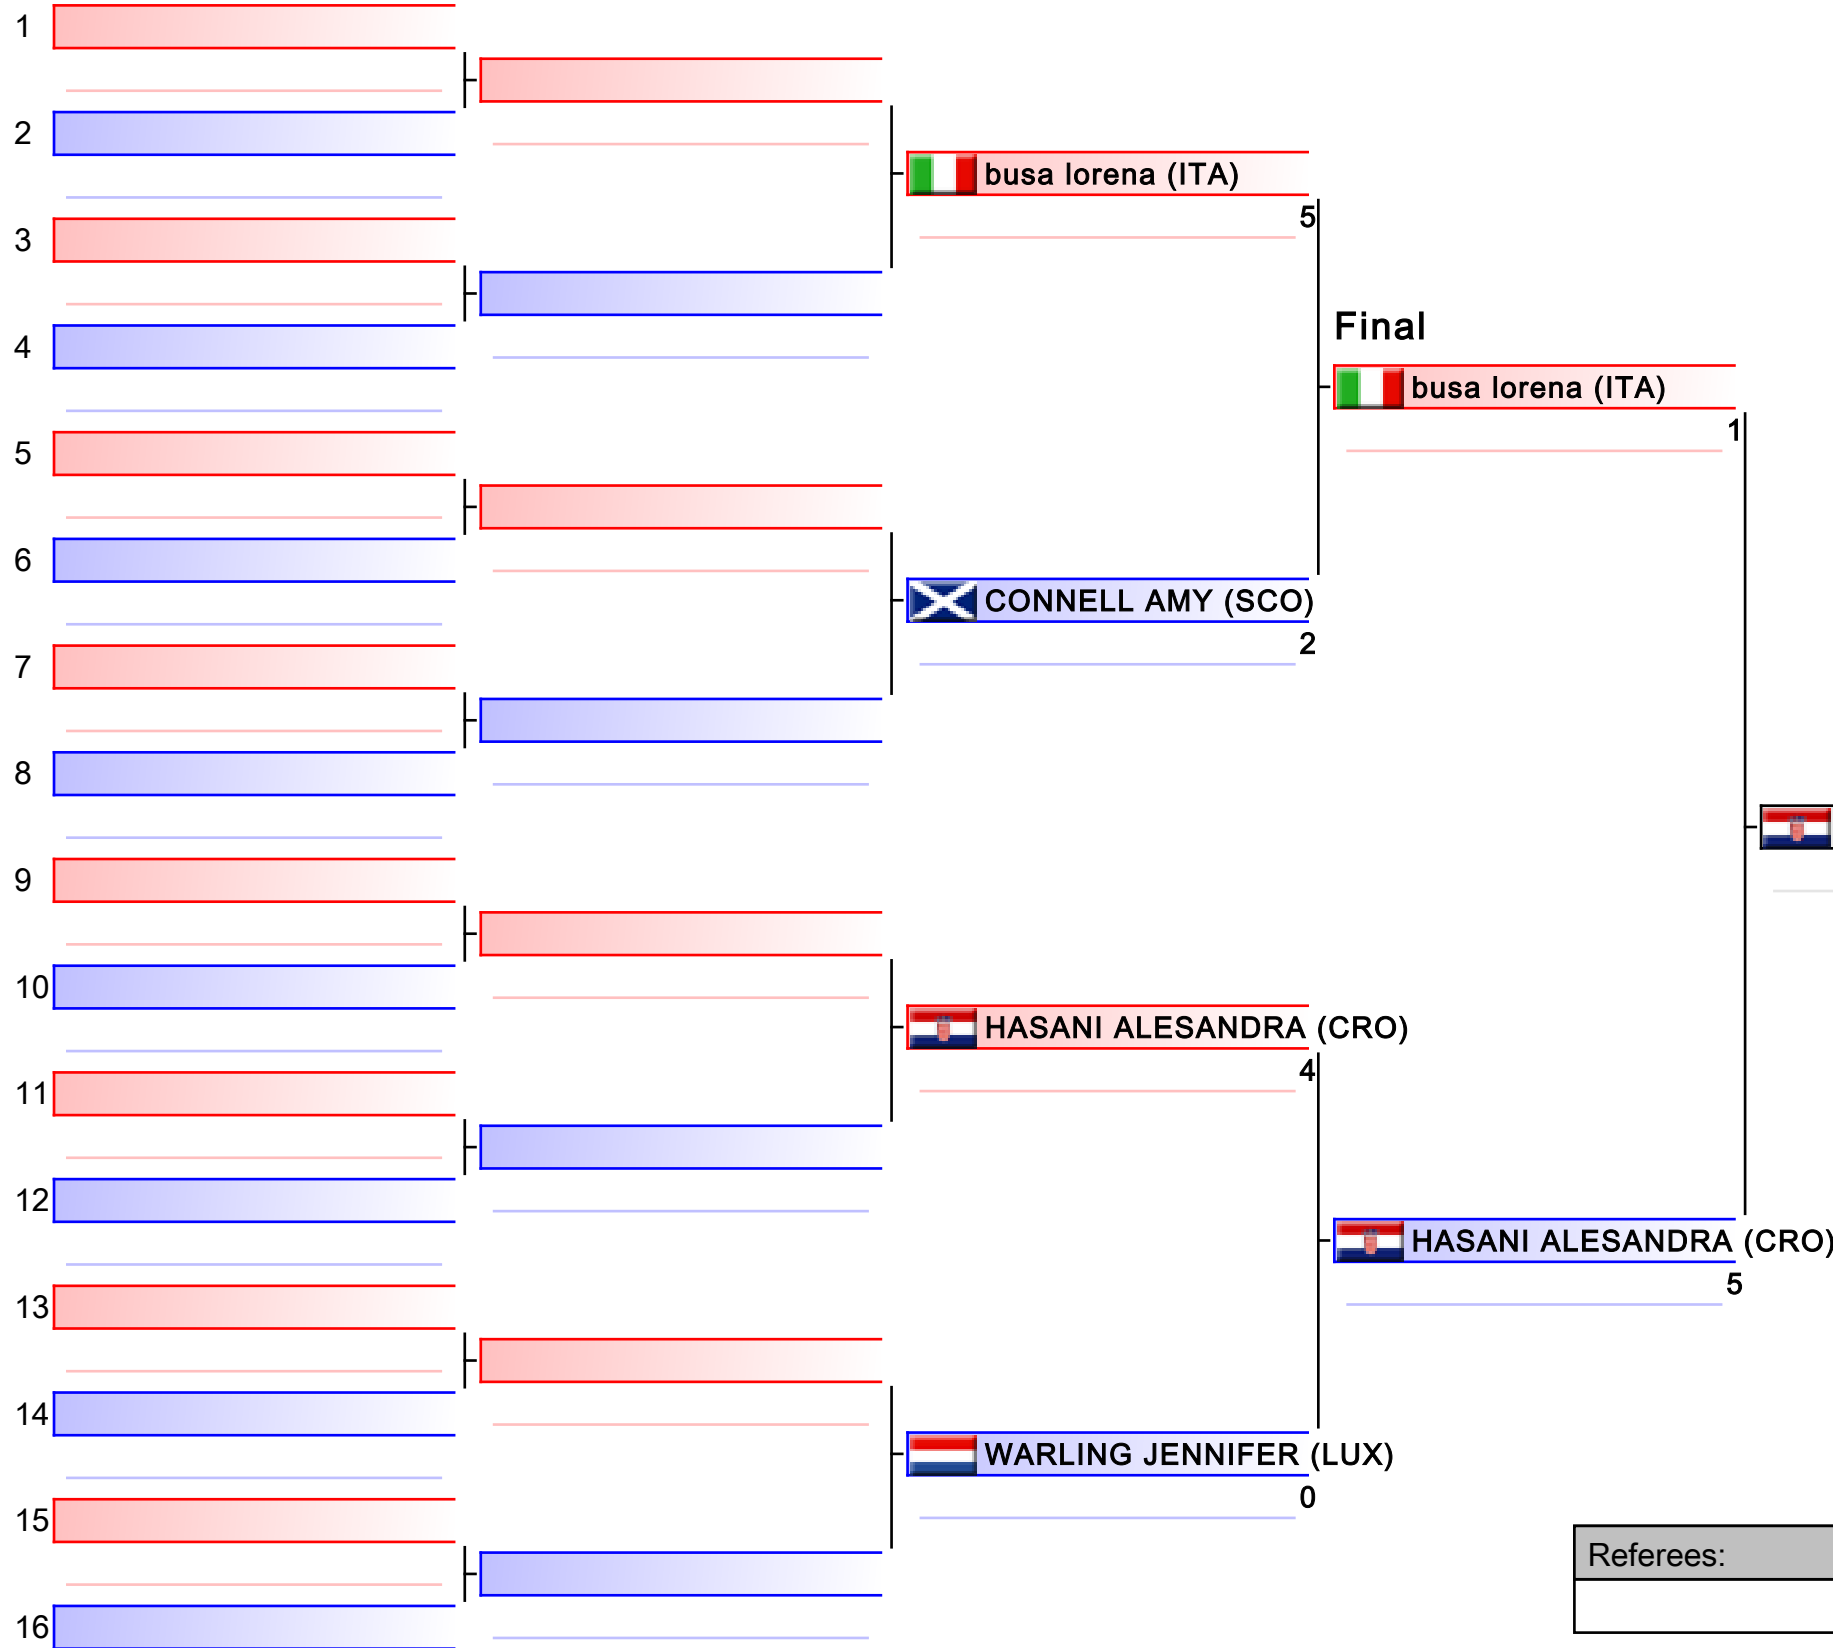 1
2
busa lorena (ITA)
5
3
Final
4
busa lorena (ITA)
1
5
6
CONNELL AMY (SCO)
2
7
8
9
10
HASANI ALESANDRA (CRO)
4
11
12
HASANI ALESANDRA (CRO)
5
13
14
WARLING JENNIFER (LUX)
0
15
Referees:
16